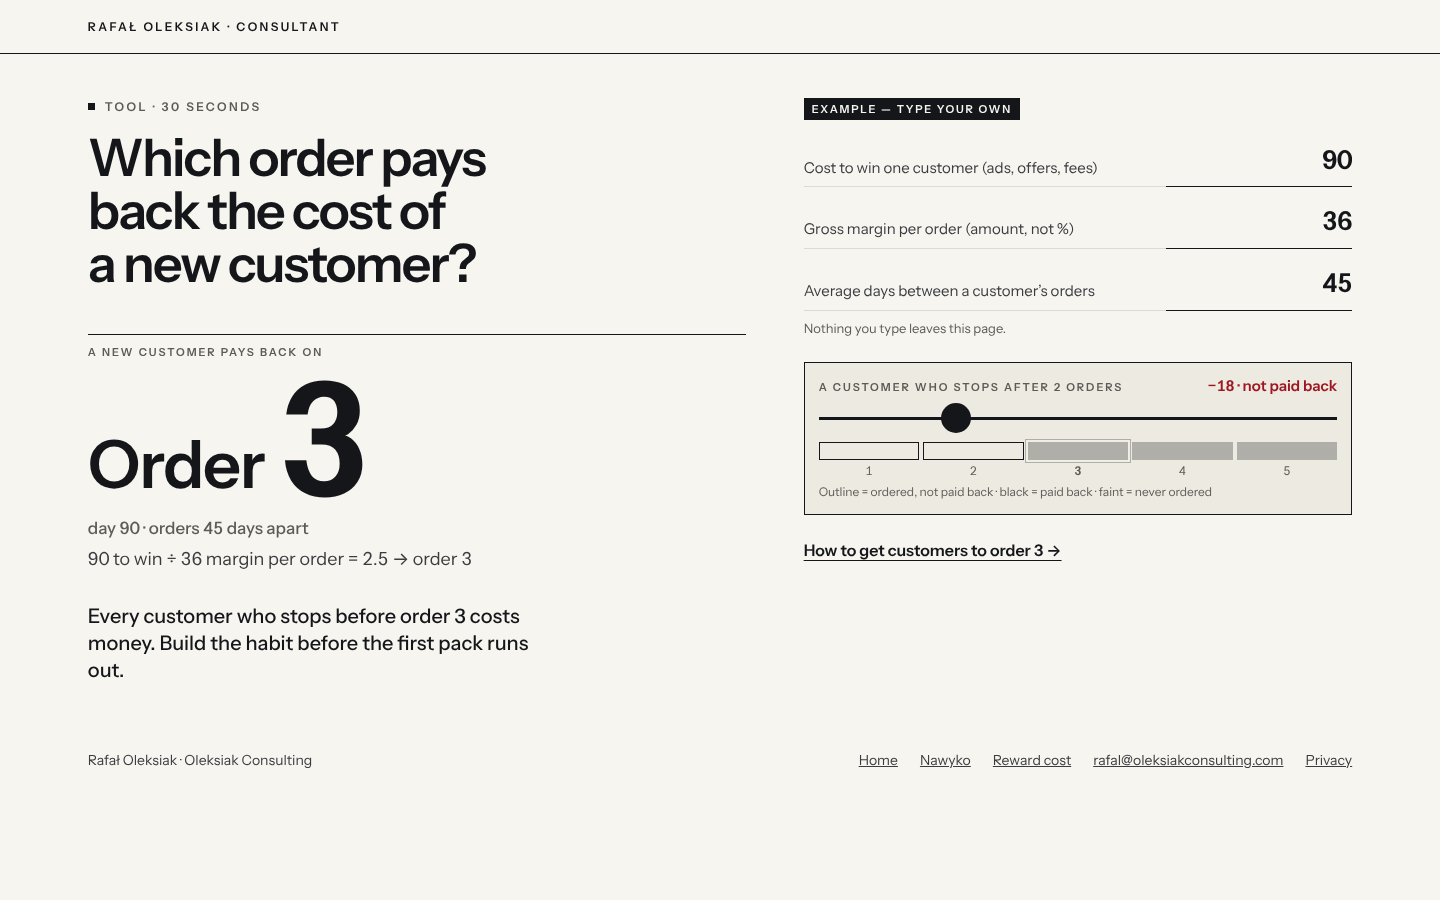 RAFAŁ OLEKSIAK · CONSULTANT
TOOL · 30 SECONDS
Which order pays
back the cost of
a new customer?
A NEW CUSTOMER PAYS BACK ON
Order 3
day 90 · orders 45 days apart
90 to win ÷ 36 margin per order = 2.5 → order 3
Every customer who stops before order 3 costs
money. Build the habit before the first pack runs
out.
EXAMPLE — TYPE YOUR OWN
Cost to win one customer (ads, offers, fees) 90
Gross margin per order (amount, not %) 36
Average days between a customer’s orders 45
Nothing you type leaves this page.
A CUSTOMER WHO STOPS AFTER 2 ORDERS −18 · not paid back
1 2 3 4 5
Outline = ordered, not paid back · black = paid back · faint = never ordered
How to get customers to order 3 →
Rafał Oleksiak · Oleksiak Consulting
Home Nawyko Reward cost rafal@oleksiakconsulting.com Privacy